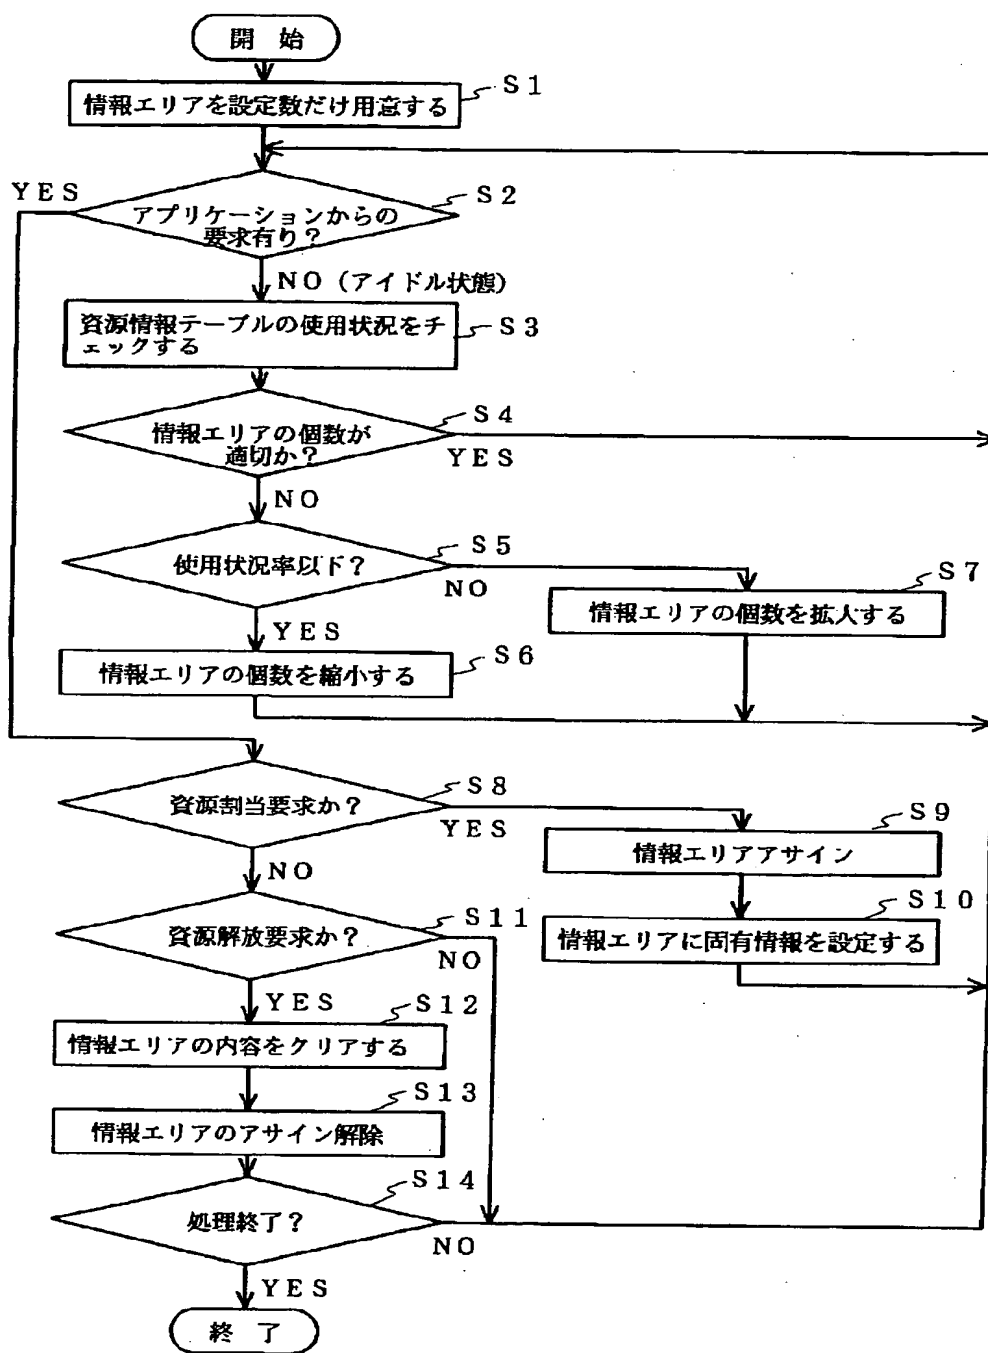 開 始
情報エリアを設定数だけ用意する
S1
YES
S2
アプリケーションからの
要求有り?
NO (アイドル状態)
資源情報テーブルの使用状況をチ
ェックする
S3
S4
情報エリアの個数が
適切か?
YES
NO
S5
使用状況率以下?
NO
S7
情報エリアの個数を拡大する
YES
S6
情報エリアの個数を縮小する
S8
資源割当要求か?
YES
S9
情報エリアアサイン
NO
S10
情報エリアに固有情報を設定する
S11
資源解放要求か?
NO
YES
S12
情報エリアの内容をクリアする
S13
情報エリアのアサイン解除
S14
処理終了?
NO
YES
終 了